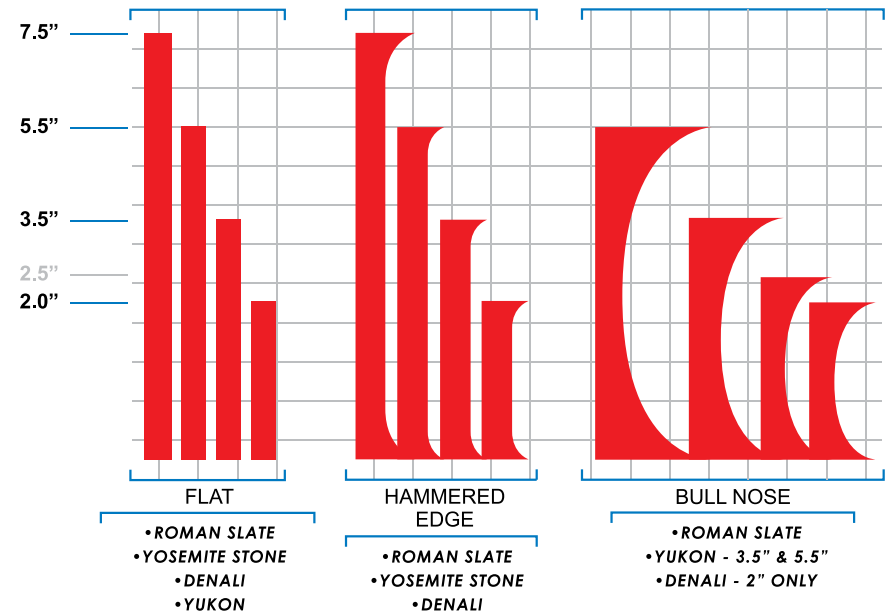 7.5”
5.5”
3.5”
2.5”
2.0”
FLAT
•ROMAN SLATE
•YOSEMITE STONE
•DENALI
•YUKON
HAMMERED
EDGE
•ROMAN SLATE
•YOSEMITE STONE
•DENALI
BULL NOSE
•ROMAN SLATE
•YUKON - 3.5” & 5.5”
•DENALI - 2” ONLY